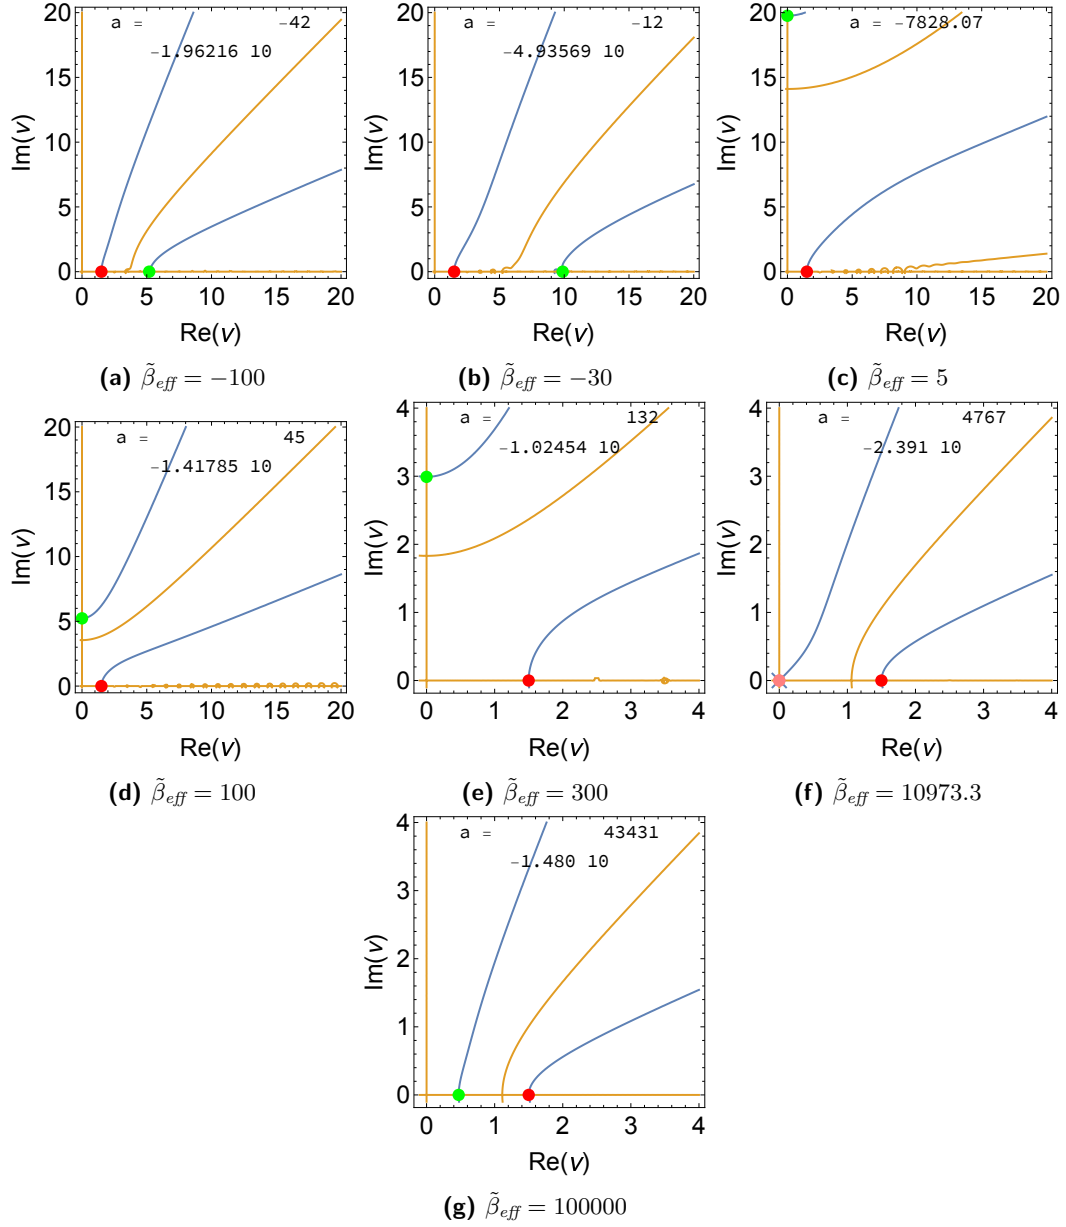 a = -42
-1.96216 10
20
15
10
5
0
Im(ν)
0 5 10 15 20
Re(ν)
(a) β̃eff = −100
a = -12
-4.93569 10
20
15
10
5
0
Im(ν)
0 5 10 15 20
Re(ν)
(b) β̃eff = −30
a = -7828.07
20
15
10
5
0
Im(ν)
0 5 10 15 20
Re(ν)
(c) β̃eff = 5
a = 45
-1.41785 10
20
15
10
5
0
Im(ν)
0 5 10 15 20
Re(ν)
(d) β̃eff = 100
a = 132
-1.02454 10
4
3
2
1
0
Im(ν)
0 1 2 3 4
Re(ν)
(e) β̃eff = 300
a = 4767
-2.391 10
4
3
2
1
0
Im(ν)
0 1 2 3 4
Re(ν)
(f) β̃eff = 10973.3
a = 43431
-1.480 10
4
3
2
1
0
Im(ν)
0 1 2 3 4
Re(ν)
(g) β̃eff = 100000